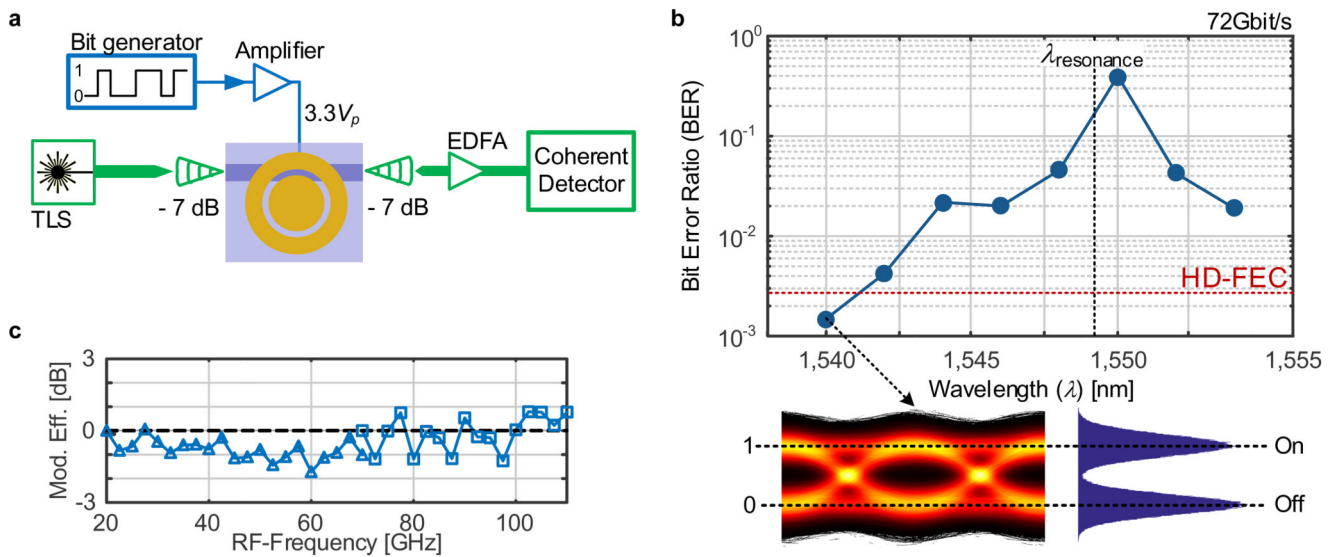 a
Bit generator
1
0
Amplifier
3.3Vp
TLS
- 7 dB
- 7 dB
EDFA
Coherent
Detector
b
72Gbit/s
Bit Error Ratio (BER)
10^0
10^-1
10^-2
10^-3
λresonance
HD-FEC
1,540
1,545
1,550
1,555
Wavelength (λ) [nm]
1
0
On
Off
c
Mod. Eff. [dB]
3
0
-3
20
40
60
80
100
RF-Frequency [GHz]